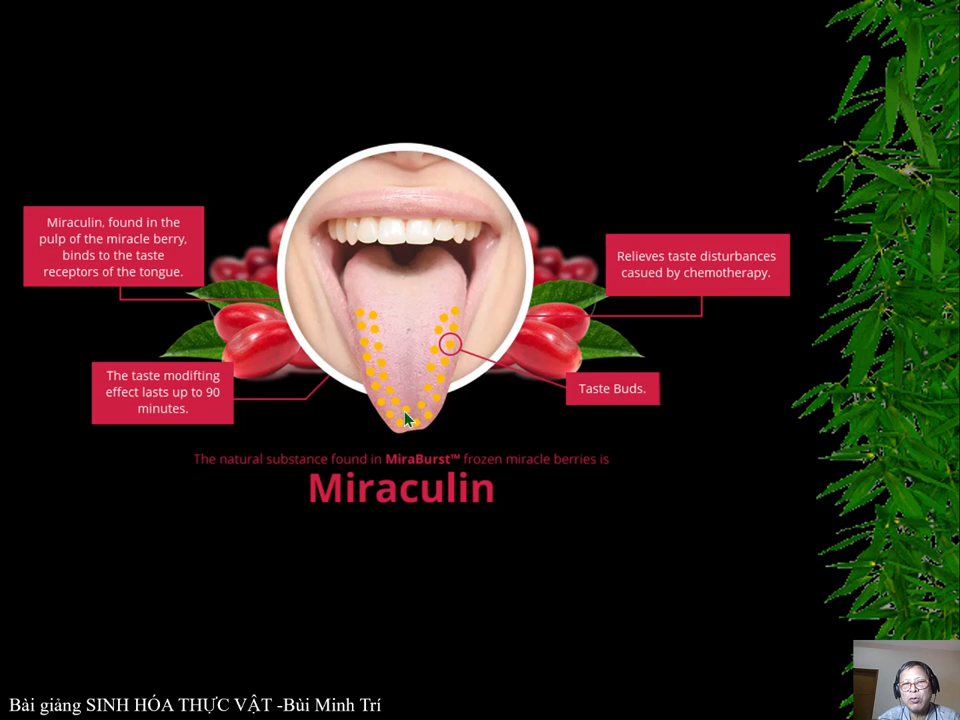 Miraculin, found in the
pulp of the miracle berry,
binds to the taste
receptors of the tongue.
Relieves taste disturbances
casued by chemotherapy.
The taste modifting
effect lasts up to 90
minutes.
Taste Buds.
The natural substance found in MiraBurst™ frozen miracle berries is
Miraculin
Bài giảng SINH HÓA THỰC VẬT -Bùi Minh Trí